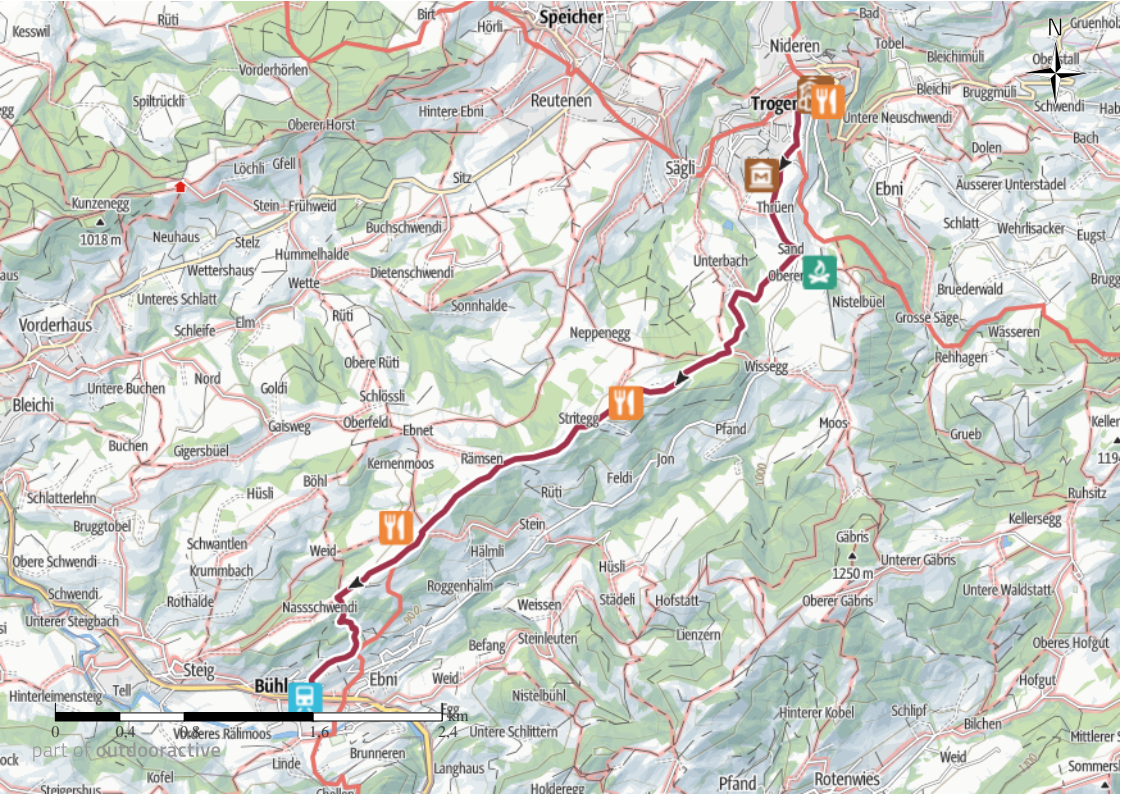 Kesswil
Rüti
Birt
Hörli
Speicher
Bad
Gruenholz
N
Nideren
Tobel
Bleichimüli
Vorderhörlen
Spiltrückli
Reutenen
Hintere Ebni
Trogen
Bleichi
Bruggmüli
Schwendi
Untere Neuschwendi
Oberer Horst
Bach
Dolen
Löchli
Gfell
Sägli
Sitz
Kunzenegg
Stein
Frühweid
Ebni
Äusserer Unterstadel
1018 m
Thrüen
Buchschwendi
Schlatt
Wehrlisacker
Eugst
Neuhaus
Stelz
Hummelhalde
Sand
Wettershaus
Dietenschwendi
Unterbach
Oberer
Wette
Bruederwald
Unteres Schlatt
Sonnhalde
Nistelbüel
Vorderhaus
Schleife
Elm
Rüti
Neppenegg
Grosse Säge
Wässeren
Rehhagen
Obere Rüti
Wissegg
Untere Buchen
Nord
Goldi
Schlössli
Bleichi
Stritegg
Gaisweg
Oberfeld
Ebnet
Pfand
Moos
Grueb
Buchen
Gigersbüel
Kernenmoos
Rämsen
Jon
Feldi
1000
Schlatterlehn
Hüsli
Böhl
Rüti
Ruhsitz
Bruggtobel
Stein
Kellersegg
Schwantlen
Weid
Hälmli
Gäbris
Obere Schwendi
Krummbach
Hüsli
1250 m
Unterer Gäbris
Schwendi
Rothalde
Nassschwendi
Roggenhalm
900
Weissen
Städeli
Hofstatt
Oberer Gäbris
Untere Waldstatt
Unterer Steigbach
Befang
Steinleuten
Lienzern
Oberes Hofgut
Steig
Ebni
Weid
Hofgut
Hinterleimensteig
Tell
Bühl
Nistelbühl
Egg
km
Hinterer Kobel
Schlipf
Bilchen
0
0,4
0,8
1,6
2,4
Vorderes Rälimoos
Untere Schlittern
part of outdooractive
Brunneren
Linde
Weid
Langhaus
Kofel
Pfand
Rotenwies
Steigershus
Holderegg